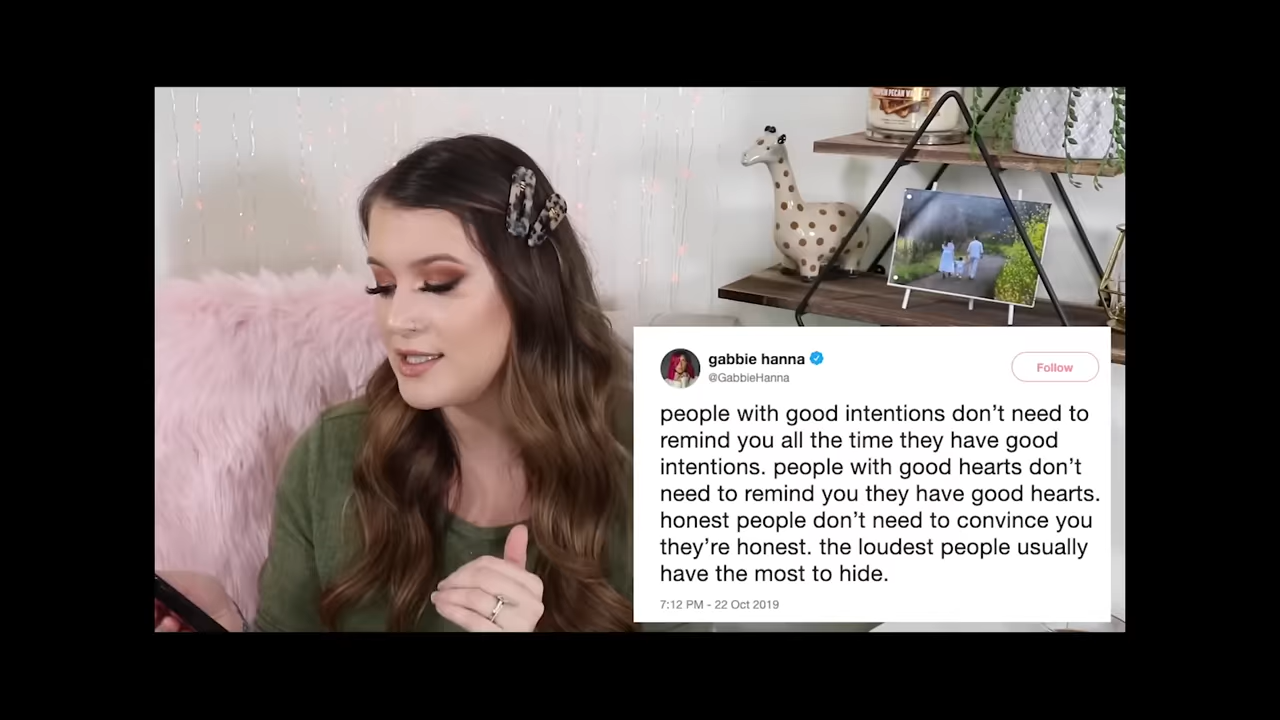 gabbie hanna
@GabbieHanna
Follow
people with good intentions don’t need to
remind you all the time they have good
intentions. people with good hearts don’t
need to remind you they have good hearts.
honest people don’t need to convince you
they’re honest. the loudest people usually
have the most to hide.
7:12 PM - 22 Oct 2019